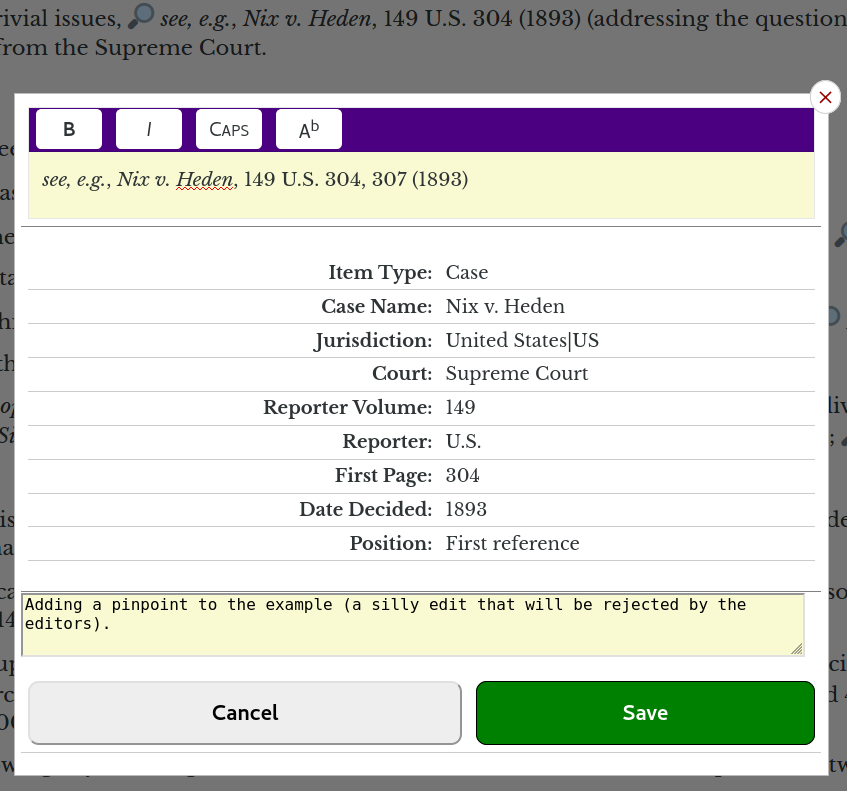 rivial issues, see, e.g., Nix v. Heden, 149 U.S. 304 (1893) (addressing the question
from the Supreme Court.
B I CAPS Ab
see, e.g., Nix v. Heden, 149 U.S. 304, 307 (1893)
Item Type: Case
Case Name: Nix v. Heden
Jurisdiction: United States|US
Court: Supreme Court
Reporter Volume: 149
Reporter: U.S.
First Page: 304
Date Decided: 1893
Position: First reference
Adding a pinpoint to the example (a silly edit that will be rejected by the
editors).
Cancel Save